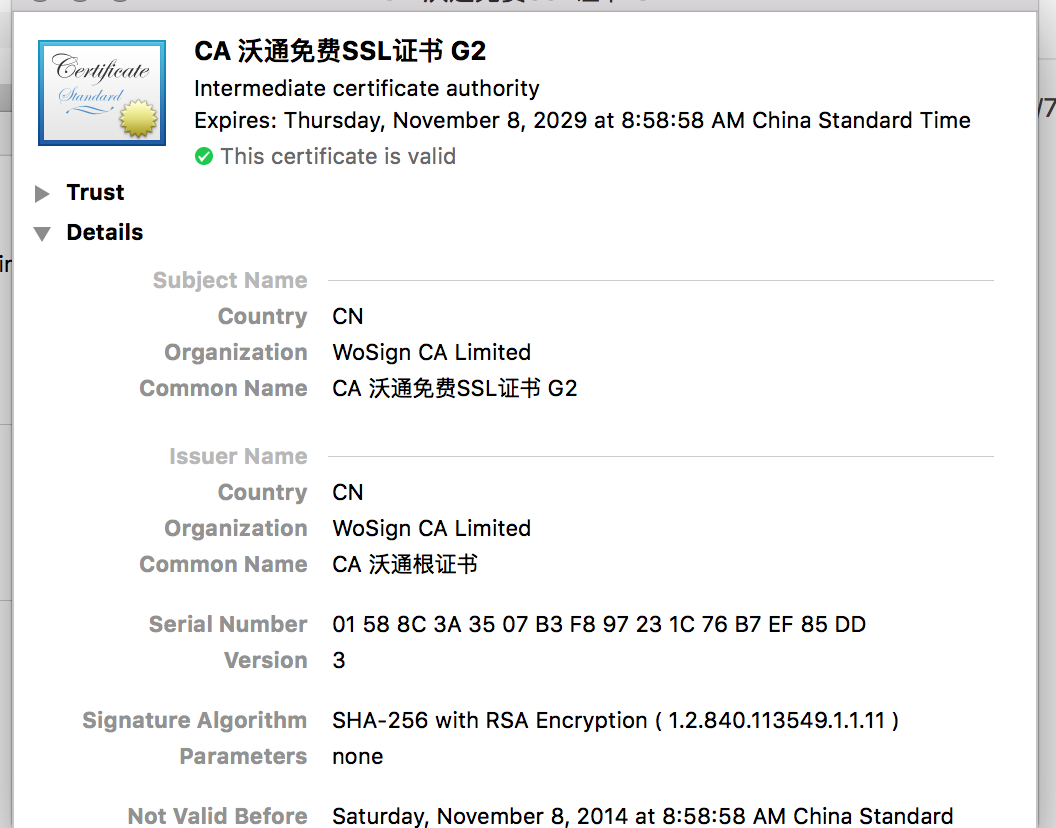 CA 沃通免费SSL证书 G2
Certificate
Standard
Intermediate certificate authority
Expires: Thursday, November 8, 2029 at 8:58:58 AM China Standard Time
This certificate is valid
Trust
Details
Subject Name
Country CN
Organization WoSign CA Limited
Common Name CA 沃通免费SSL证书 G2
Issuer Name
Country CN
Organization WoSign CA Limited
Common Name CA 沃通根证书
Serial Number 01 58 8C 3A 35 07 B3 F8 97 23 1C 76 B7 EF 85 DD
Version 3
Signature Algorithm SHA-256 with RSA Encryption ( 1.2.840.113549.1.1.11 )
Parameters none
Not Valid Before Saturday, November 8, 2014 at 8:58:58 AM China Standard